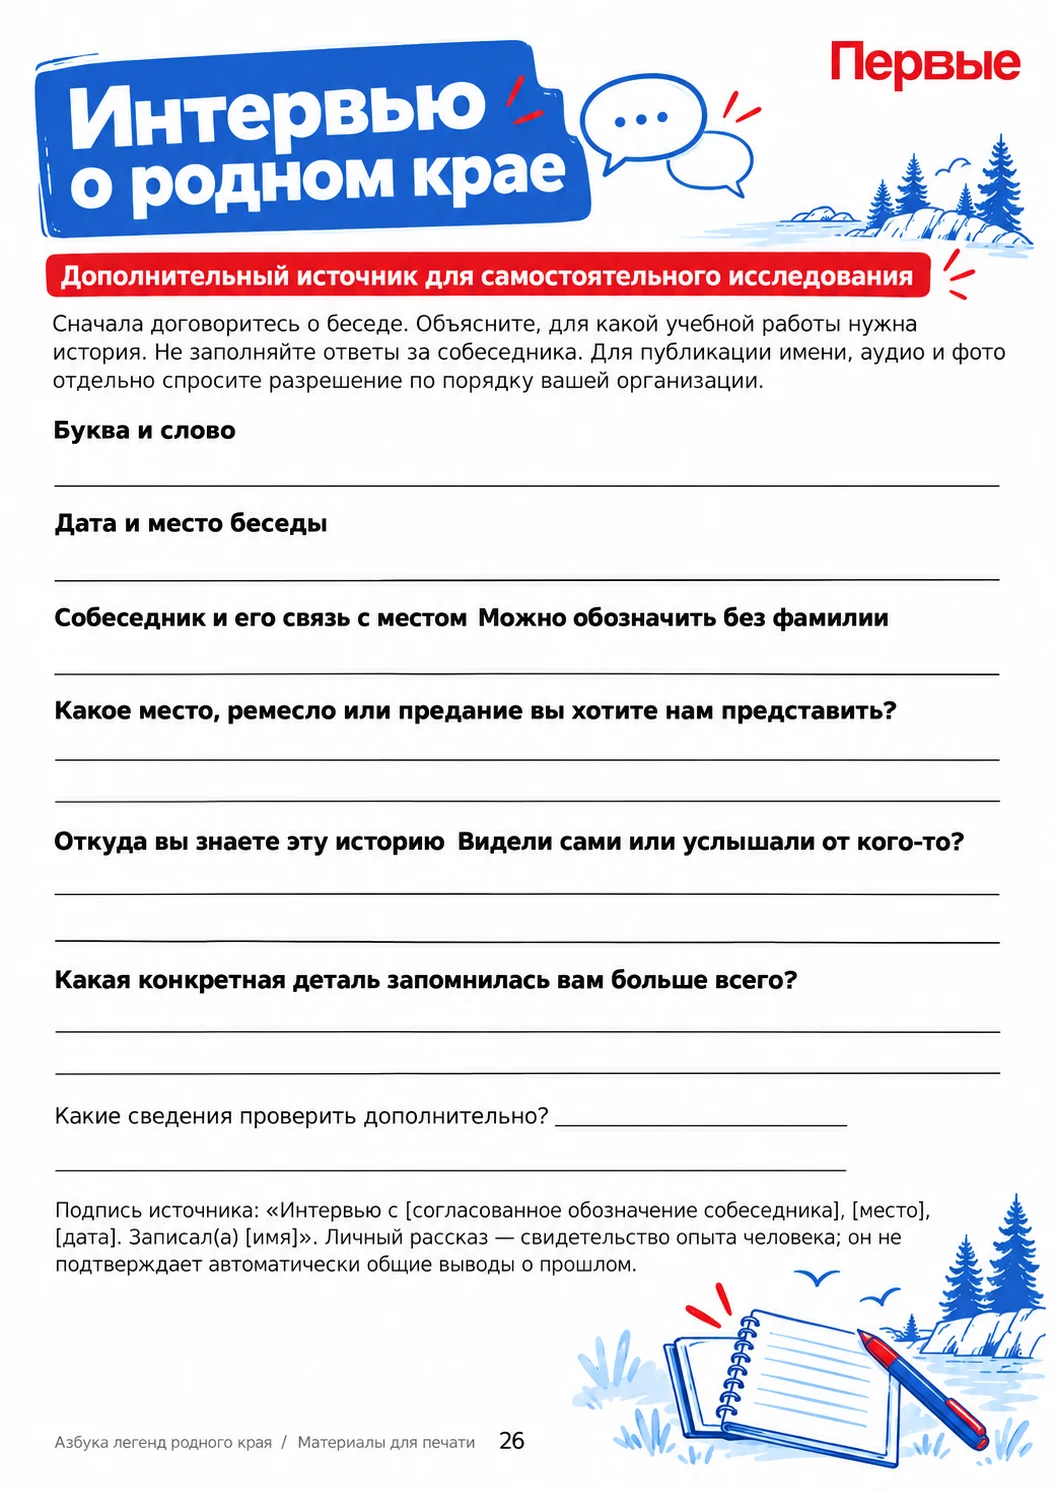 Первые
Интервью
о родном крае
Дополнительный источник для самостоятельного исследования
Сначала договоритесь о беседе. Объясните, для какой учебной работы нужна
история. Не заполняйте ответы за собеседника. Для публикации имени, аудио и фото
отдельно спросите разрешение по порядку вашей организации.
Буква и слово
Дата и место беседы
Собеседник и его связь с местом Можно обозначить без фамилии
Какое место, ремесло или предание вы хотите нам представить?
Откуда вы знаете эту историю Видели сами или услышали от кого-то?
Какая конкретная деталь запомнилась вам больше всего?
Какие сведения проверить дополнительно?
Подпись источника: «Интервью с [согласованное обозначение собеседника], [место],
[дата]. Записал(а) [имя]». Личный рассказ — свидетельство опыта человека; он не
подтверждает автоматически общие выводы о прошлом.
Азбука легенд родного края / Материалы для печати 26